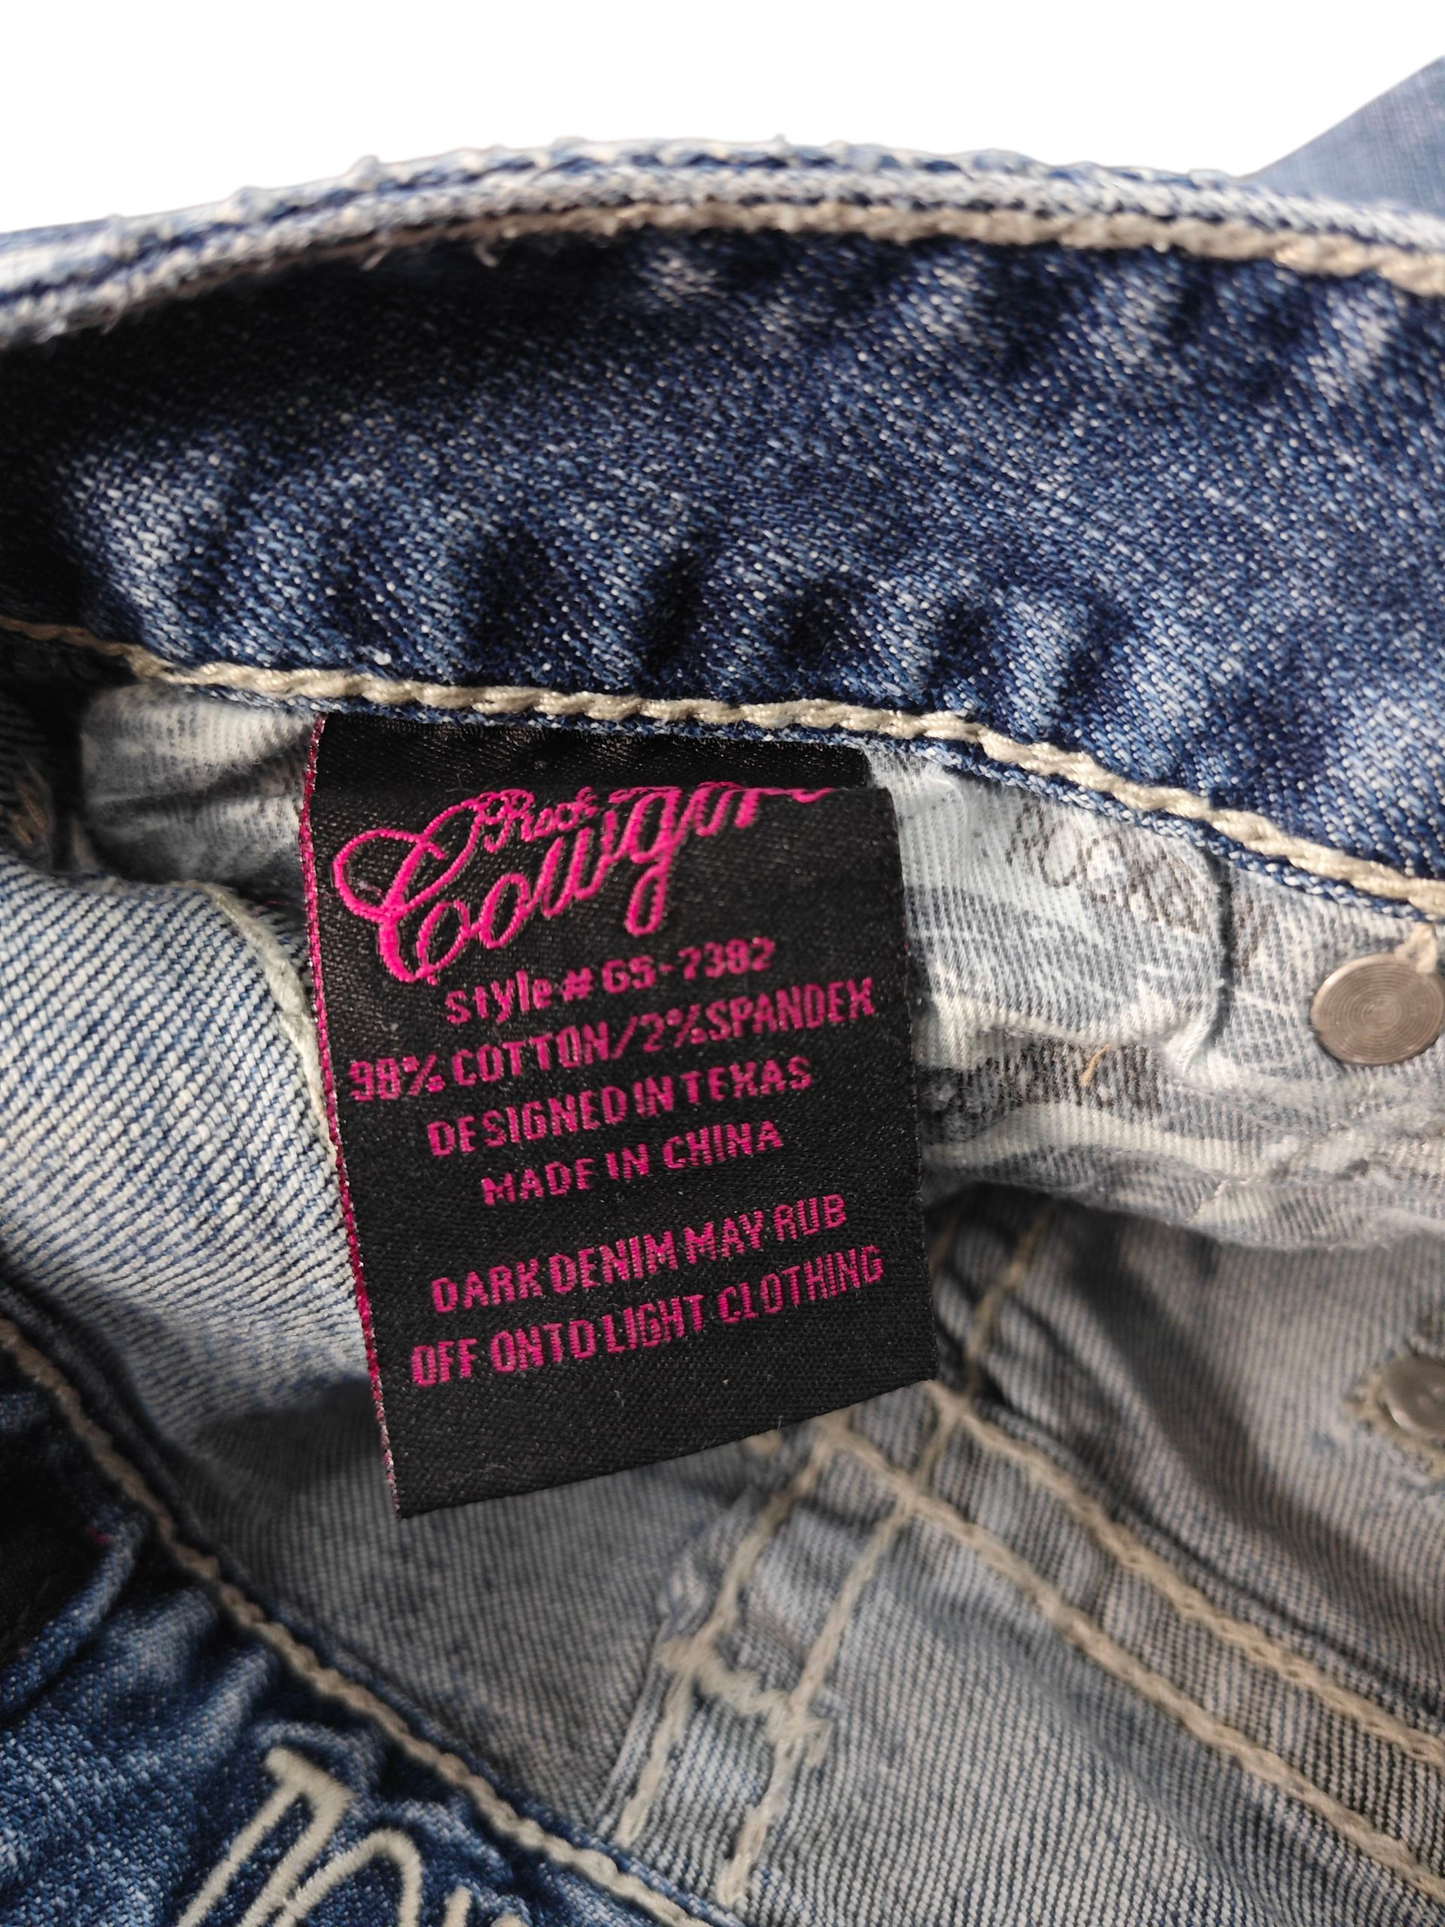 Rock
Cowgirl
Style# GS-7382
98% COTTON/2%SPANDEX
DESIGNED IN TEXAS
MADE IN CHINA
DARK DENIM MAY RUB
OFF ONTO LIGHT CLOTHING